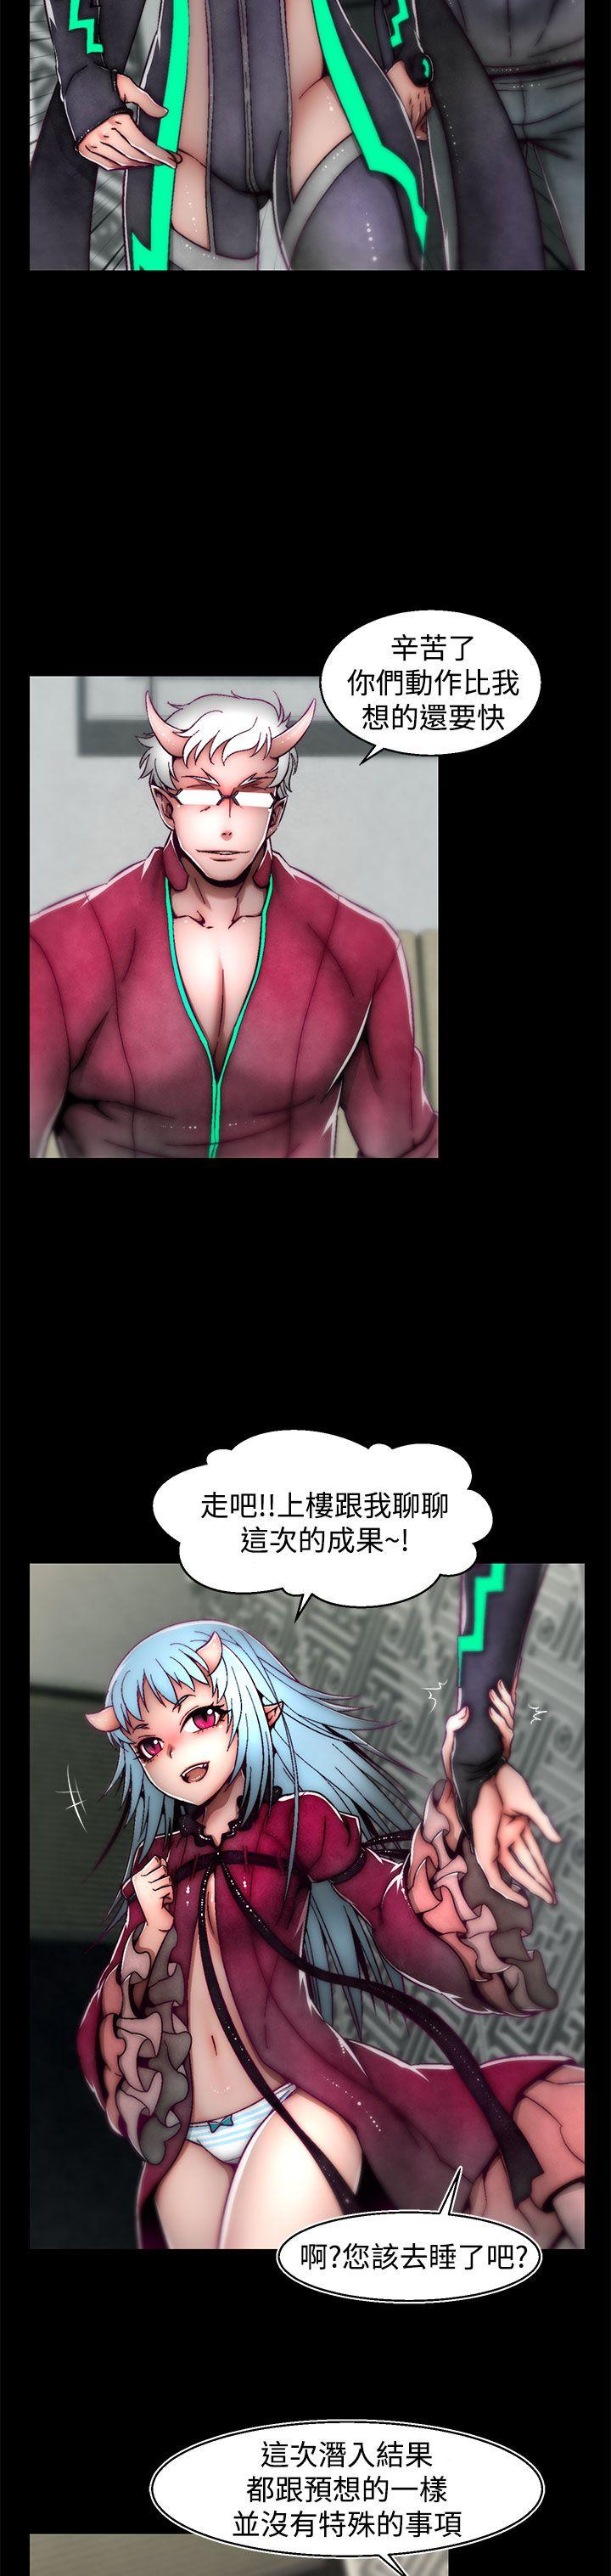 辛苦了
你們動作比我
想的還要快
走吧!!上樓跟我聊聊
這次的成果~!
啊?您該去睡了吧?
這次潛入結果
都跟預想的一樣
並沒有特殊的事項